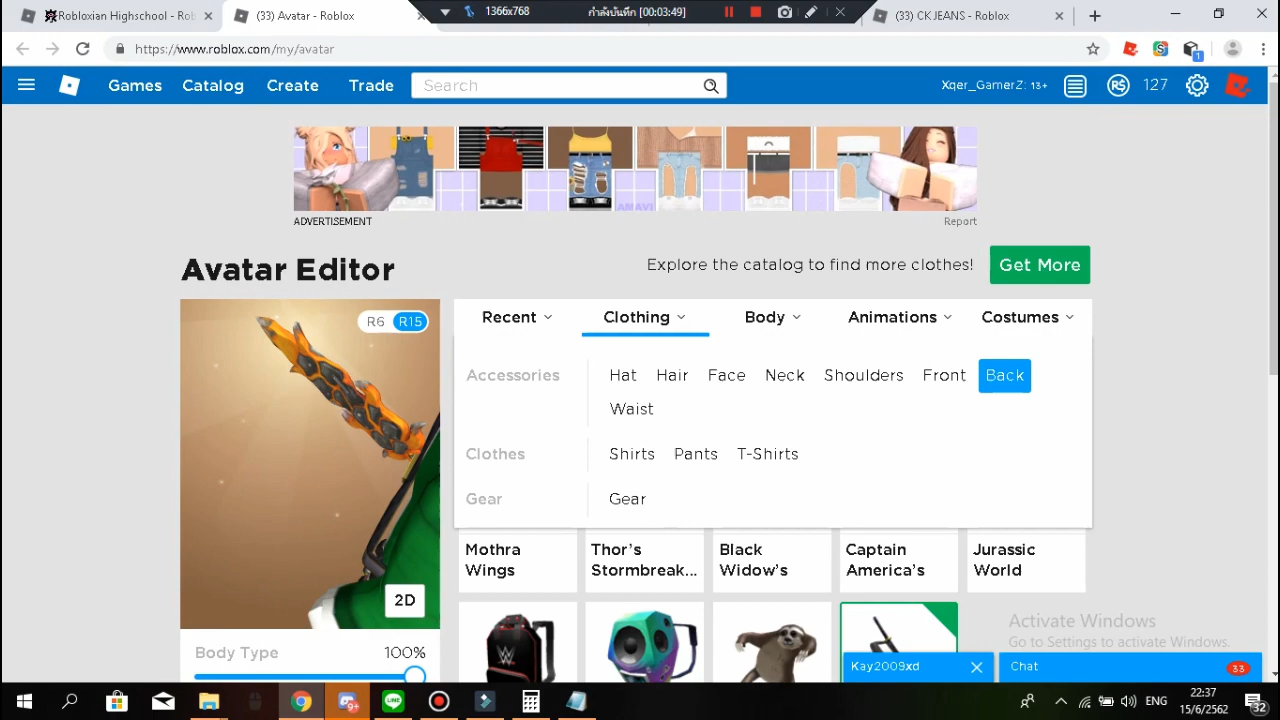 Robloxian Highschool - Rob
(33) Avatar - Roblox
1366x768
กำลังบันทึก [00:03:49]
(33) CK JEANS - Roblox
https://www.roblox.com/my/avatar
1
Games Catalog Create Trade
Search
Xqer_GamerZ: 13+
R$
127
ADVERTISEMENT
Report
Avatar Editor
Explore the catalog to find more clothes!
Get More
R6 R15
Recent Clothing Body Animations Costumes
Accessories
Hat Hair Face Neck Shoulders Front Back
Waist
Clothes
Shirts Pants T-Shirts
Gear
Gear
2D
Mothra
Wings
Thor's
Stormbreak...
Black
Widow's
Captain
America's
Jurassic
World
W
Body Type 100%
Activate Windows
Go to Settings to activate Windows.
Kay2009xd
Chat
33
9+
LINE
ENG
22:37
15/6/2562
32